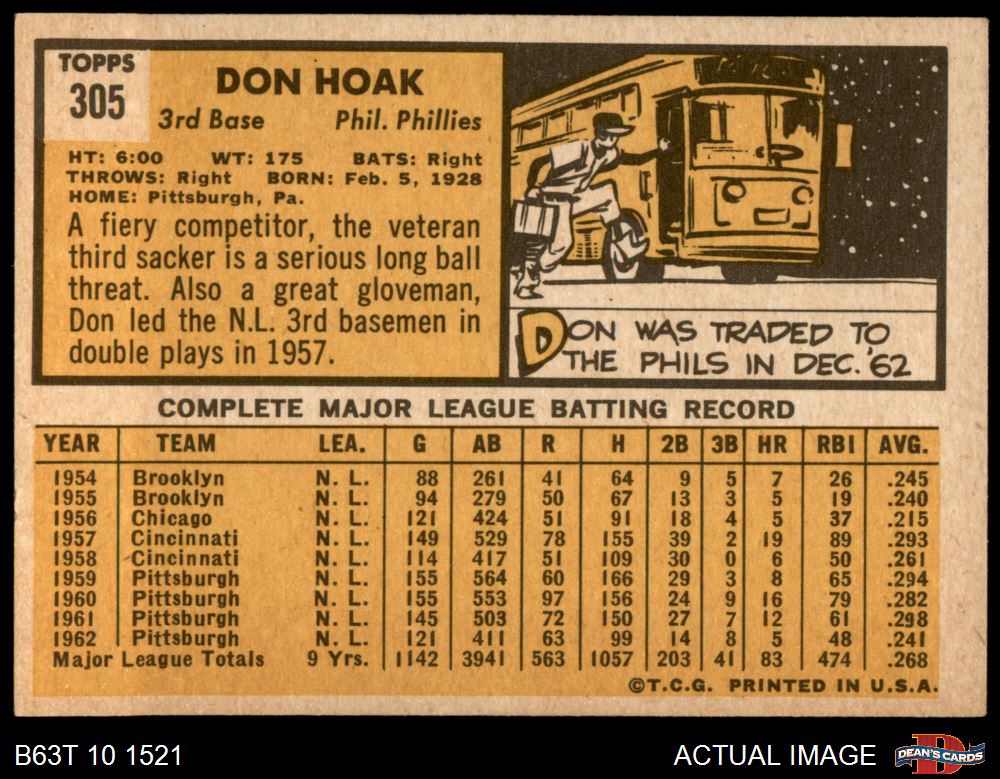 TOPPS
305
DON HOAK
3rd Base Phil. Phillies
HT: 6:00 WT: 175 BATS: Right
THROWS: Right BORN: Feb. 5, 1928
HOME: Pittsburgh, Pa.
A fiery competitor, the veteran
third sacker is a serious long ball
threat. Also a great gloveman,
Don led the N.L. 3rd basemen in
double plays in 1957.
DON WAS TRADED TO
THE PHILS IN DEC. '62
COMPLETE MAJOR LEAGUE BATTING RECORD
YEAR TEAM LEA. G AB R H 2B 3B HR RBI AVG.
1954 Brooklyn N. L. 88 261 41 64 9 5 7 26 .245
1955 Brooklyn N. L. 94 279 50 67 13 3 5 19 .240
1956 Chicago N. L. 121 424 51 91 18 4 5 37 .215
1957 Cincinnati N. L. 149 529 78 155 39 2 19 89 .293
1958 Cincinnati N. L. 114 417 51 109 30 0 6 50 .261
1959 Pittsburgh N. L. 155 564 60 166 29 3 8 65 .294
1960 Pittsburgh N. L. 155 553 97 156 24 9 16 79 .282
1961 Pittsburgh N. L. 145 503 72 150 27 7 12 61 .298
1962 Pittsburgh N. L. 121 411 63 99 14 8 5 48 .241
Major League Totals 9 Yrs. 1142 3941 563 1057 203 41 83 474 .268
©T.C.G. PRINTED IN U.S.A.
B63T 10 1521 ACTUAL IMAGE DEAN'S CARDS